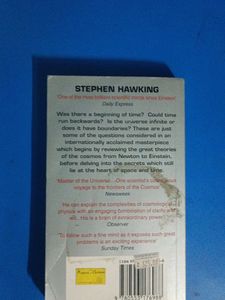 STEPHEN HAWKING
'One of the most brilliant scientific minds since Einstein'
Daily Express
Was there a beginning of time? Could time
run backwards? Is the universe infinite or
does it have boundaries? These are just
some of the questions considered in an
internationally acclaimed masterpiece
which begins by reviewing the great theories
of the cosmos from Newton to Einstein,
before delving into the secrets which still
lie at the heart of space and time.
'Master of the Universe... One scientist's courageous
voyage to the frontiers of the Cosmos'
Newsweek
'He can explain the complexities of cosmological
physics with an engaging combination of clarity and
wit... His is a brain of extraordinary power'
Observer
'To follow such a fine mind as it exposes such great
problems is an exciting experience'
Sunday Times